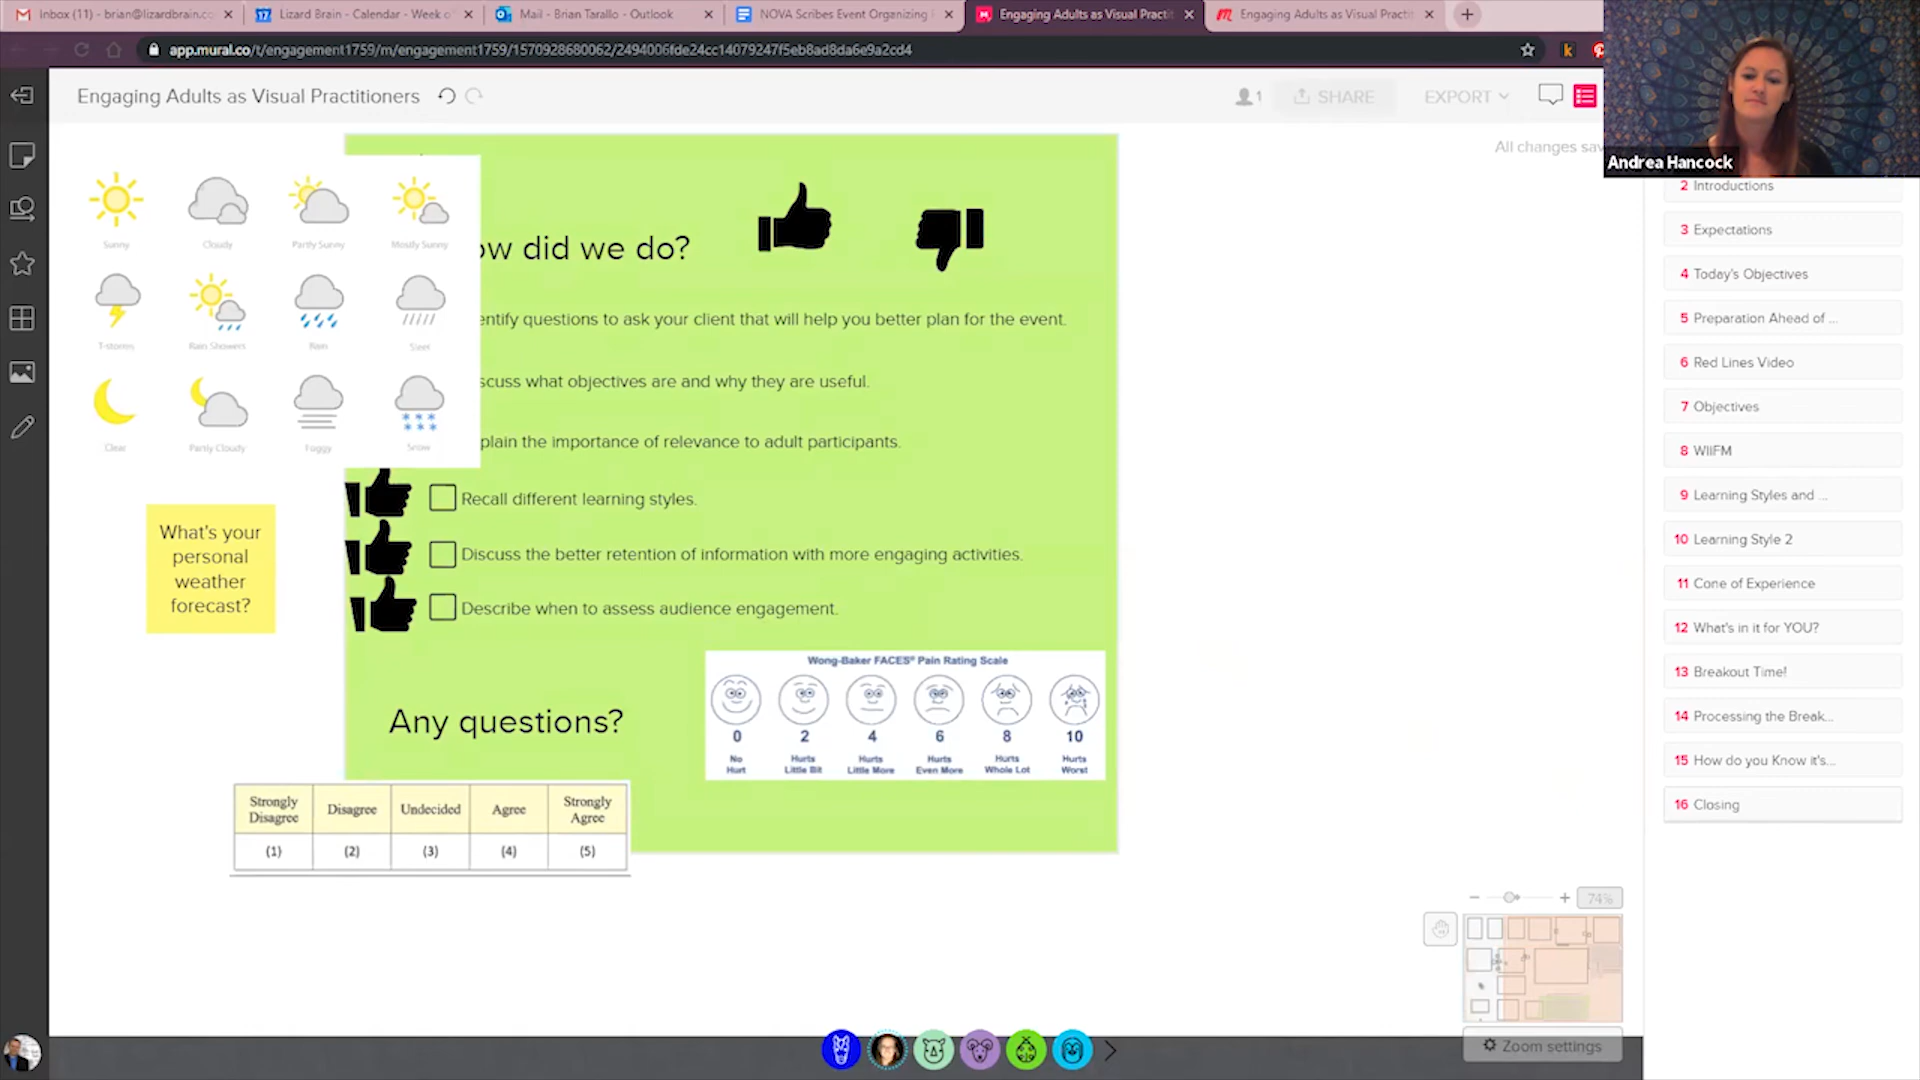 Inbox (11) - brian@lizardbrain.co
Lizard Brain - Calendar - Week o
Mail - Brian Tarallo - Outlook
NOVA Scribes Event Organizing
Engaging Adults as Visual Practit
Engaging Adults as Visual Practit
app.mural.co/t/engagement1759/m/engagement1759/1570928680062/2494006fde24cc14079247f5eb8ad8da6e9a2cd4
Engaging Adults as Visual Practitioners
1
SHARE
EXPORT
All changes sav
Andrea Hancock
Sunny
Cloudy
Partly Sunny
Mostly Sunny
T-storms
Rain Showers
Rain
Sleet
Clear
Partly Cloudy
Foggy
Snow
ow did we do?
entify questions to ask your client that will help you better plan for the event.
scuss what objectives are and why they are useful.
plain the importance of relevance to adult participants.
Recall different learning styles.
Discuss the better retention of information with more engaging activities.
Describe when to assess audience engagement.
What's your
personal
weather
forecast?
Any questions?
Wong-Baker FACES® Pain Rating Scale
0 2 4 6 8 10
No Hurts Hurts Hurts Hurts Hurts
Hurt Little Bit Little More Even More Whole Lot Worst
Strongly Disagree Disagree Undecided Agree Strongly Agree
(1) (2) (3) (4) (5)
2 Introductions
3 Expectations
4 Today's Objectives
5 Preparation Ahead of ...
6 Red Lines Video
7 Objectives
8 WIIFM
9 Learning Styles and ...
10 Learning Style 2
11 Cone of Experience
12 What's in it for YOU?
13 Breakout Time!
14 Processing the Break...
15 How do you Know it's...
16 Closing
74%
Zoom settings